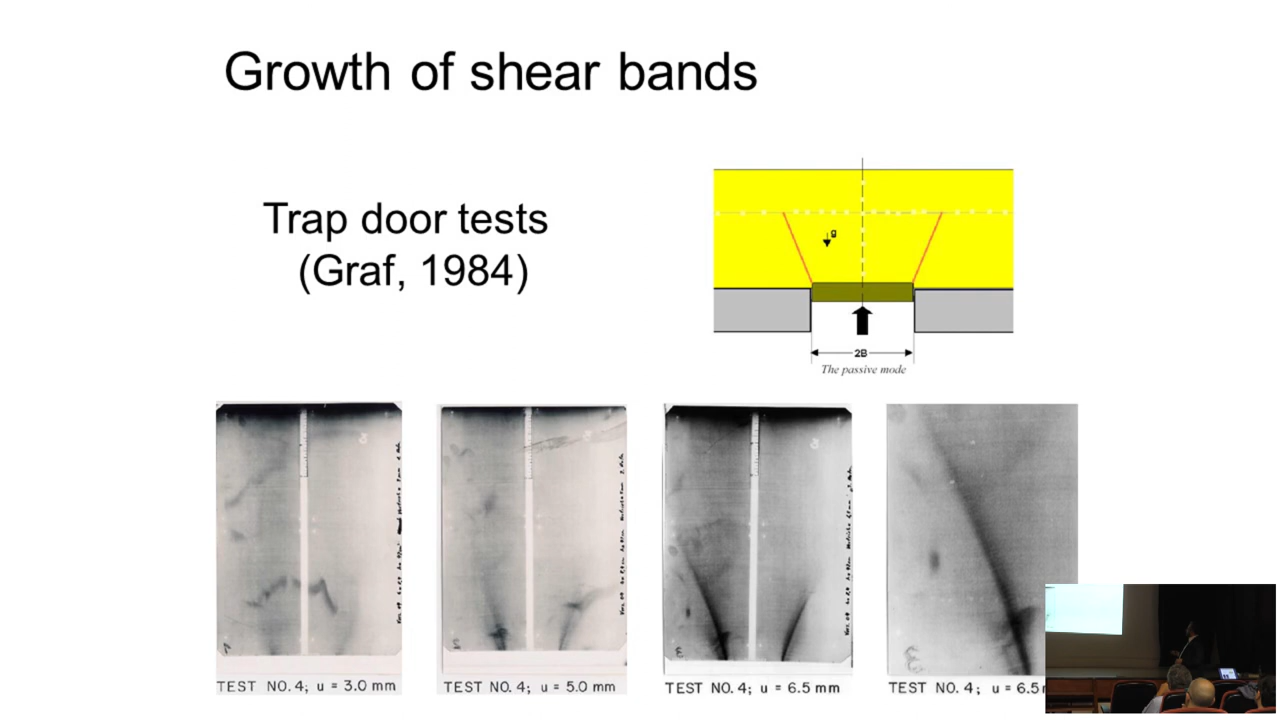 Growth of shear bands
Trap door tests
(Graf, 1984)
g
2B
The passive mode
TEST NO. 4; u = 3.0 mm
TEST NO. 4; u = 5.0 mm
TEST NO. 4; u = 6.5 mm
TEST NO. 4; u = 6.5